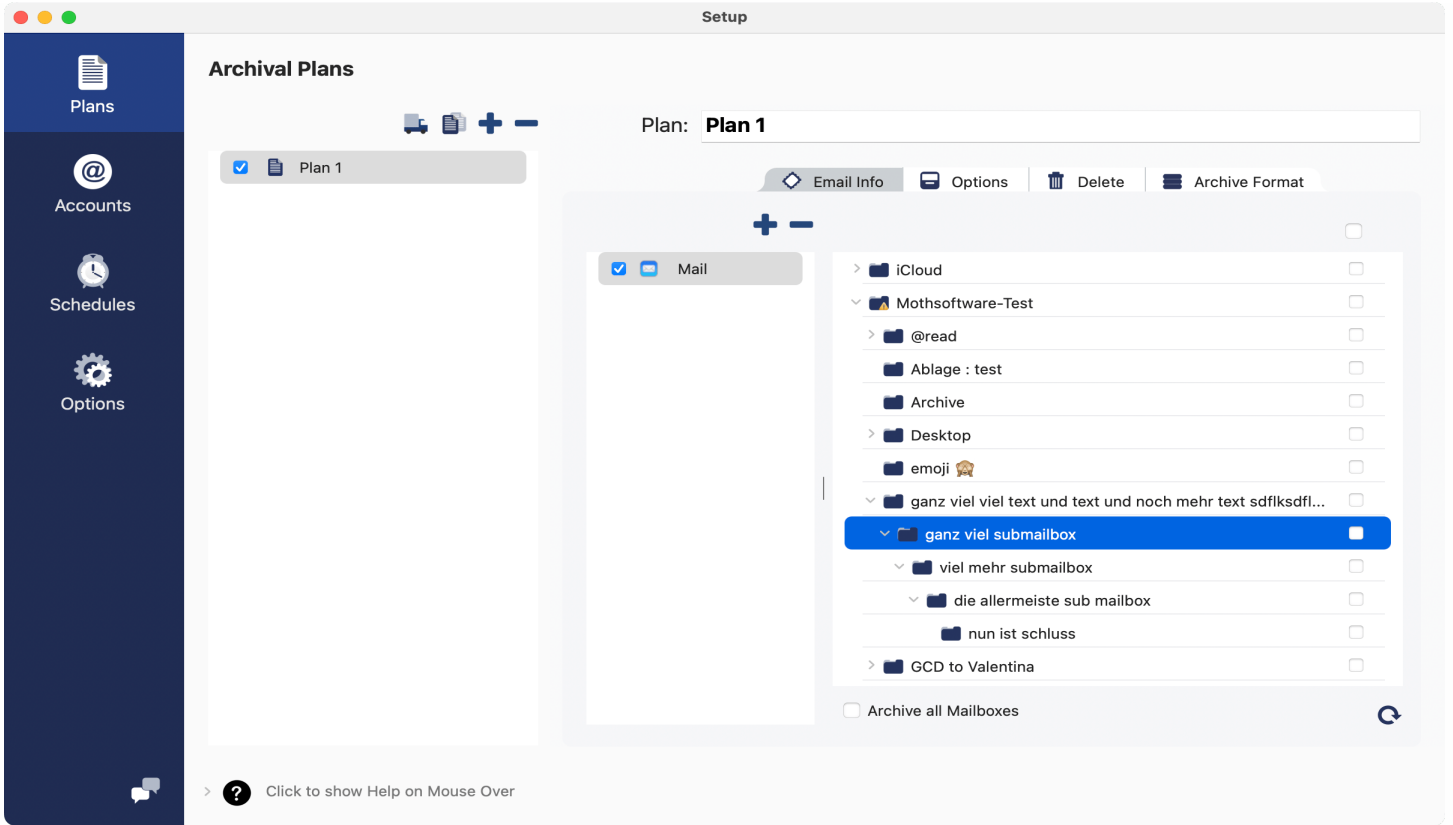 Setup
Plans
Accounts
Schedules
Options
Archival Plans
Plan 1
Plan: Plan 1
Email Info Options Delete Archive Format
Mail
iCloud
Mothsoftware-Test
@read
Ablage : test
Archive
Desktop
emoji 🙈
ganz viel viel text und text und noch mehr text sdflksdfl...
ganz viel submailbox
viel mehr submailbox
die allermeiste sub mailbox
nun ist schluss
GCD to Valentina
Archive all Mailboxes
? Click to show Help on Mouse Over